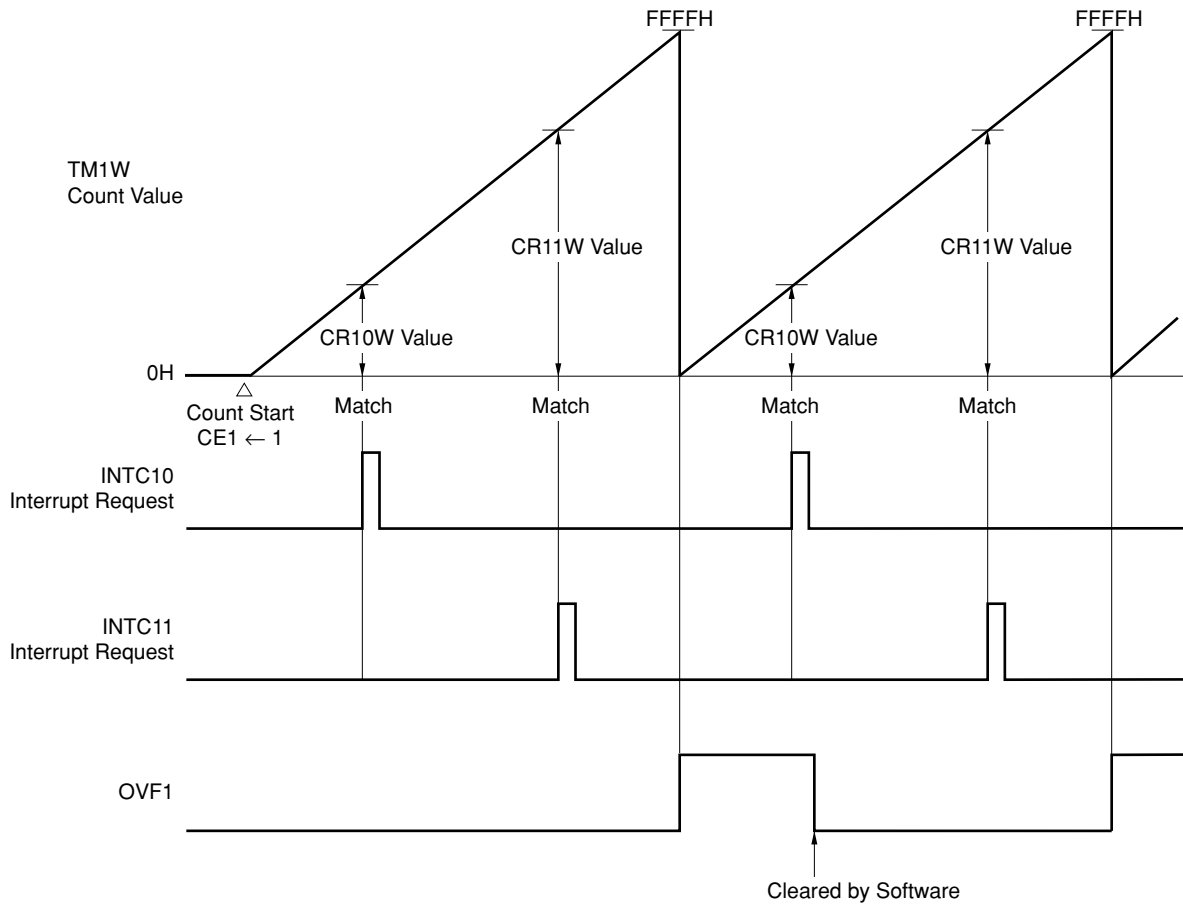 FFFFH
FFFFH
TM1W
Count Value
CR11W Value
CR11W Value
CR10W Value
CR10W Value
0H
Count Start
CE1 ← 1
Match
Match
Match
Match
INTC10
Interrupt Request
INTC11
Interrupt Request
OVF1
Cleared by Software